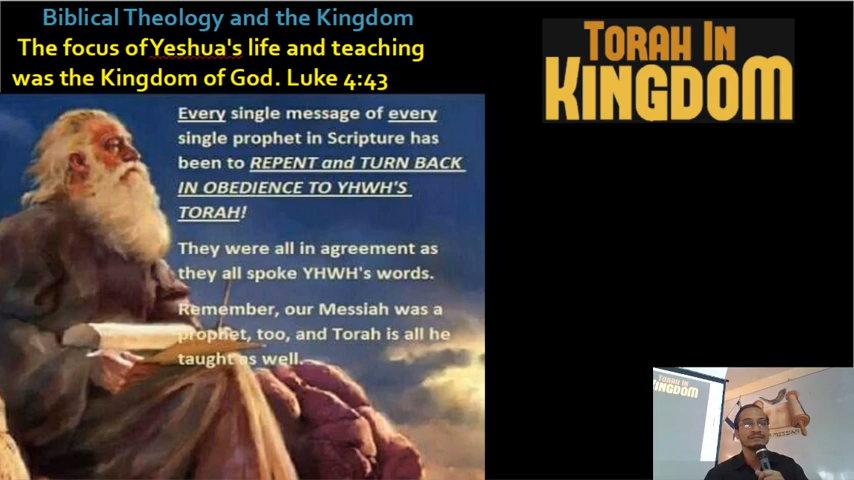 Biblical Theology and the Kingdom
The focus of Yeshua's life and teaching
was the Kingdom of God. Luke 4:43
TORAH IN
KINGDOM
Every single message of every
single prophet in Scripture has
been to REPENT and TURN BACK
IN OBEDIENCE TO YHWH'S
TORAH!
They were all in agreement as
they all spoke YHWH's words.
Remember, our Messiah was a
prophet, too, and Torah is all he
taught as well.
TORAH IN
KINGDOM